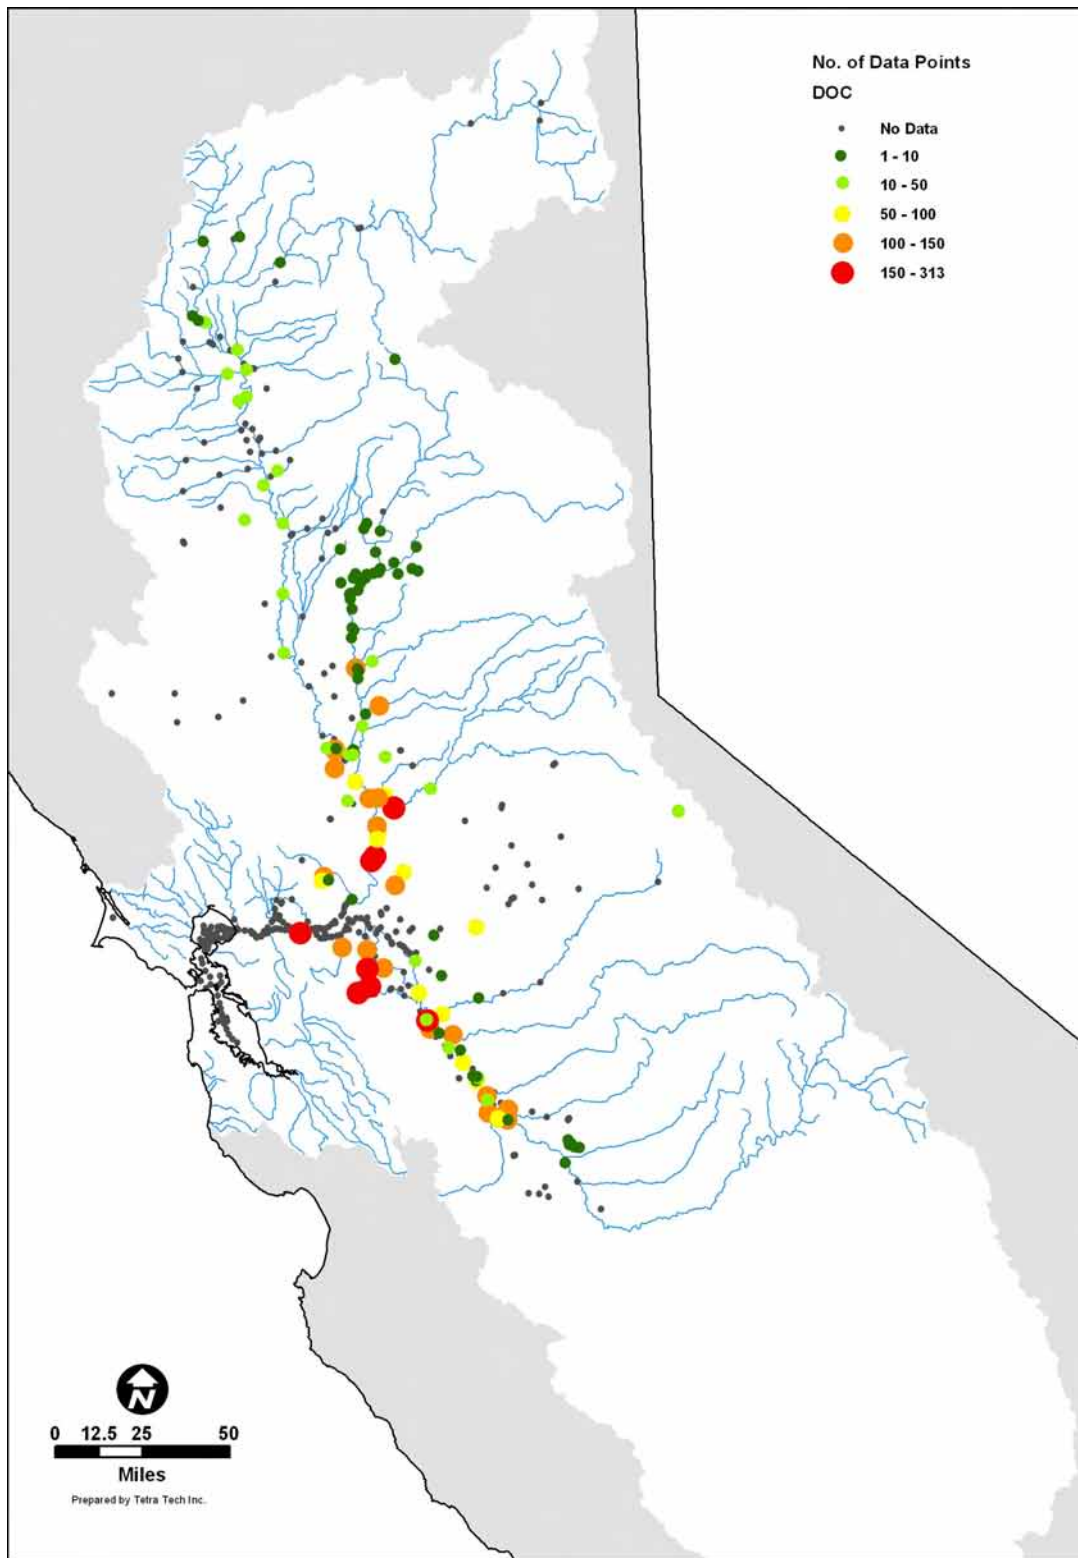 No. of Data Points
DOC
No Data
1 - 10
10 - 50
50 - 100
100 - 150
150 - 313
N
0 12.5 25 50
Miles
Prepared by Tetra Tech Inc.